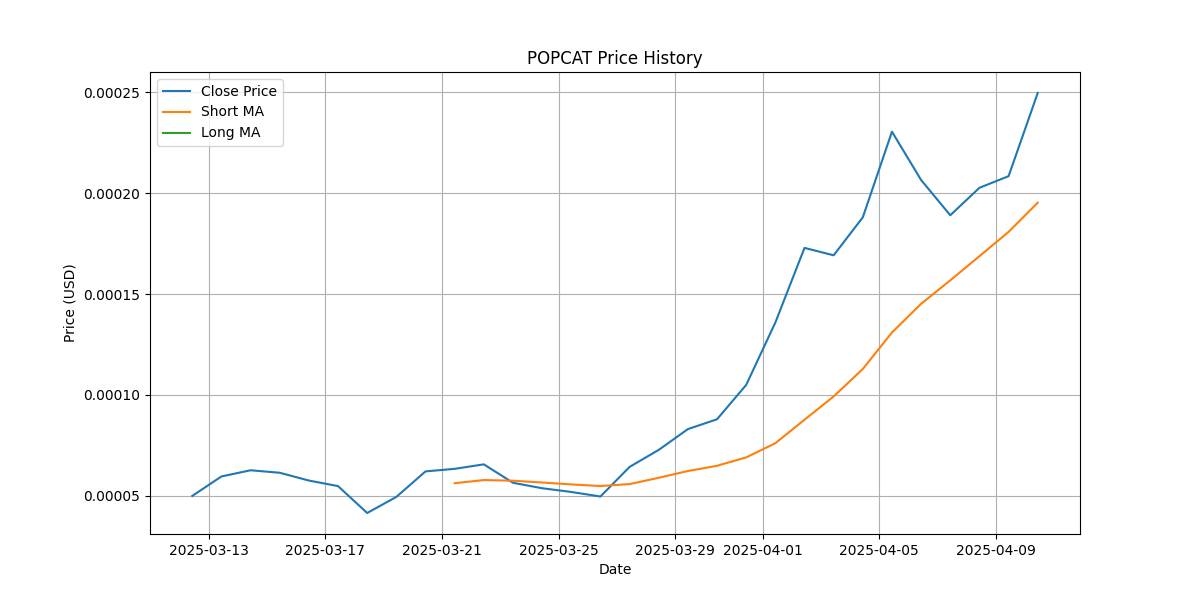 POPCAT Price History
Close Price
Short MA
Long MA
Price (USD)
0.00025
0.00020
0.00015
0.00010
0.00005
2025-03-13
2025-03-17
2025-03-21
2025-03-25
2025-03-29
2025-04-01
2025-04-05
2025-04-09
Date